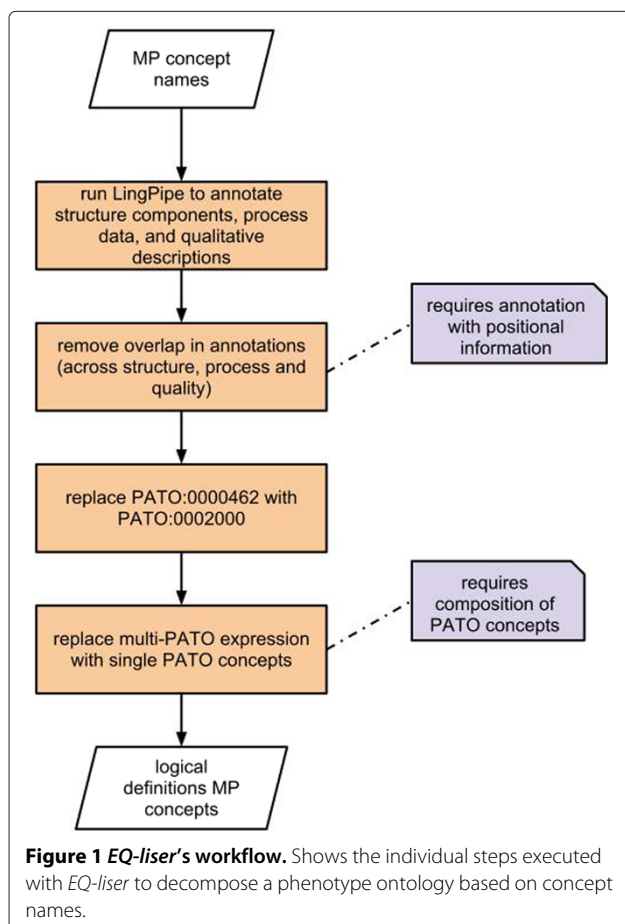 MP concept
names
run LingPipe to annotate
structure components, process
data, and qualitative
descriptions
requires annotation
with positional
information
remove overlap in annotations
(across structure, process and
quality)
replace PATO:0000462 with
PATO:0002000
requires
composition of
PATO concepts
replace multi-PATO expression
with single PATO concepts
logical
definitions MP
concepts
Figure 1 EQ-liser's workflow. Shows the individual steps executed
with EQ-liser to decompose a phenotype ontology based on concept
names.